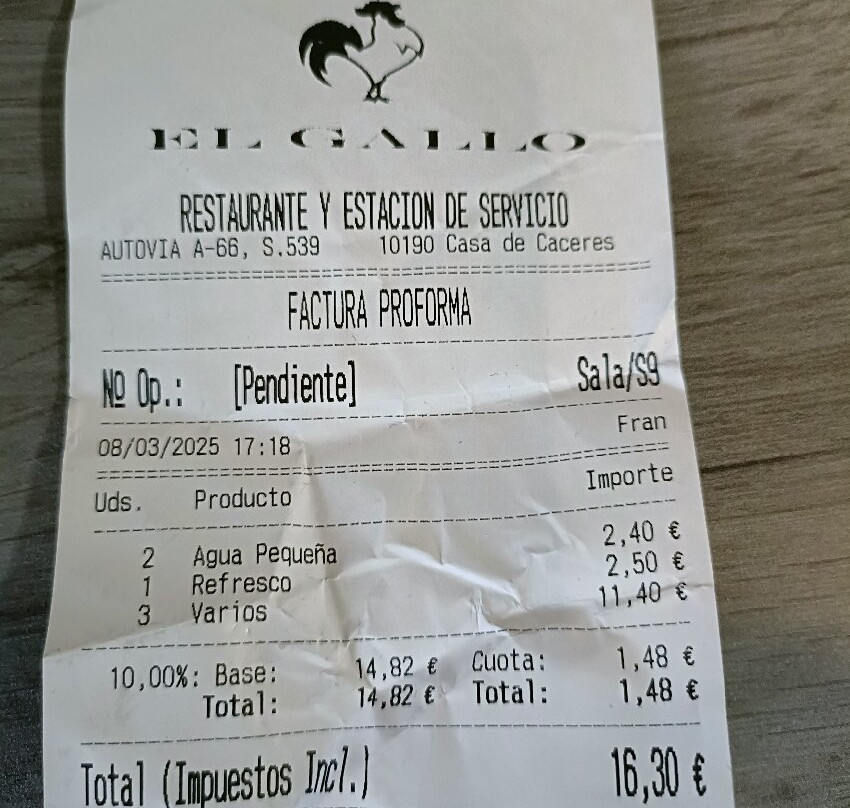 EL GALLO
RESTAURANTE Y ESTACION DE SERVICIO
AUTOVIA A-66, S.539 10190 Casa de Caceres
FACTURA PROFORMA
Nº Op.: [Pendiente] Sala/S9
08/03/2025 17:18 Fran
Uds. Producto Importe
2 Agua Pequeña 2,40 €
1 Refresco 2,50 €
3 Varios 11,40 €
10,00%: Base: 14,82 € Cuota: 1,48 €
Total: 14,82 € Total: 1,48 €
Total (Impuestos Incl.) 16,30 €